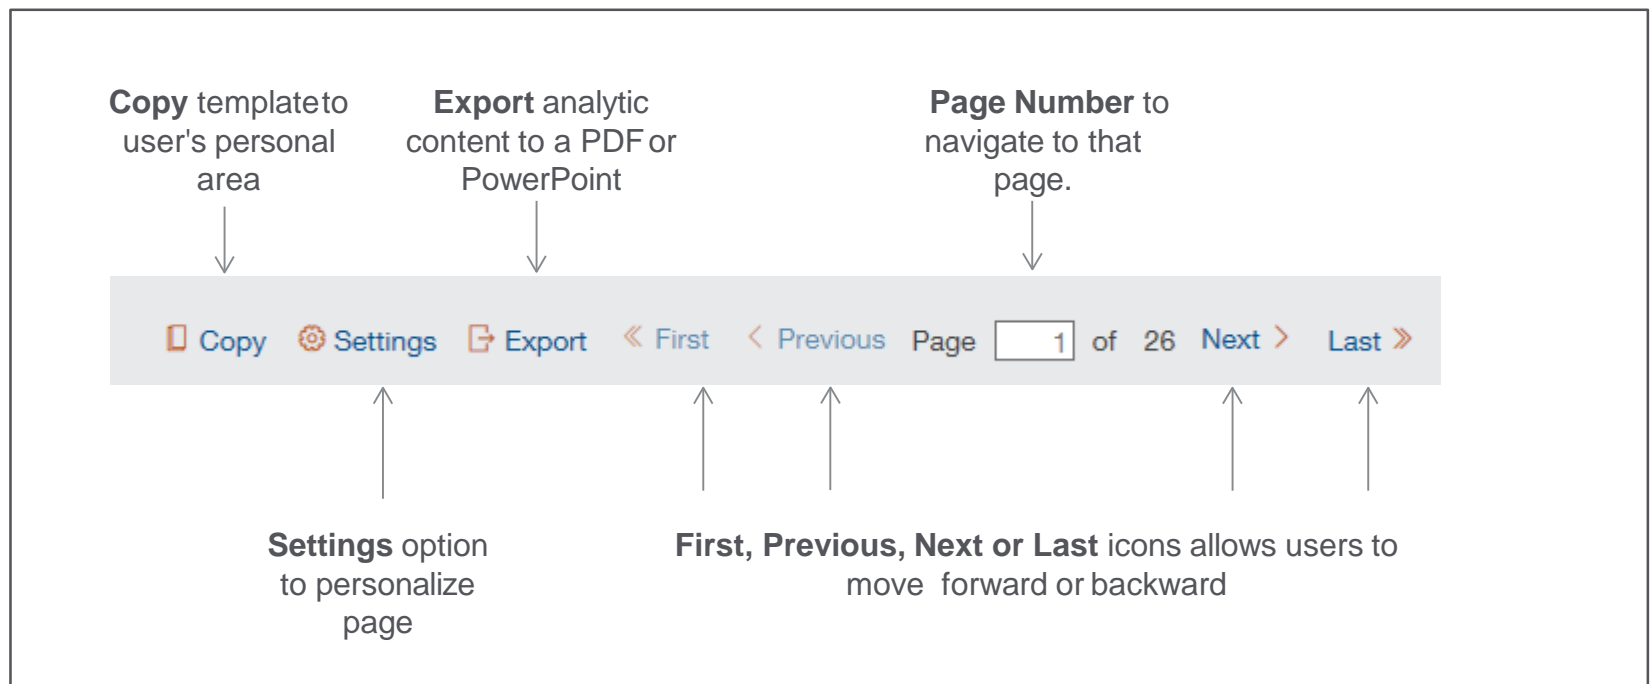 Copy template to
user's personal
area
Export analytic
content to a PDF or
PowerPoint
Page Number to
navigate to that
page.
Copy Settings Export « First < Previous Page 1 of 26 Next > Last »
Settings option
to personalize
page
First, Previous, Next or Last icons allows users to
move forward or backward